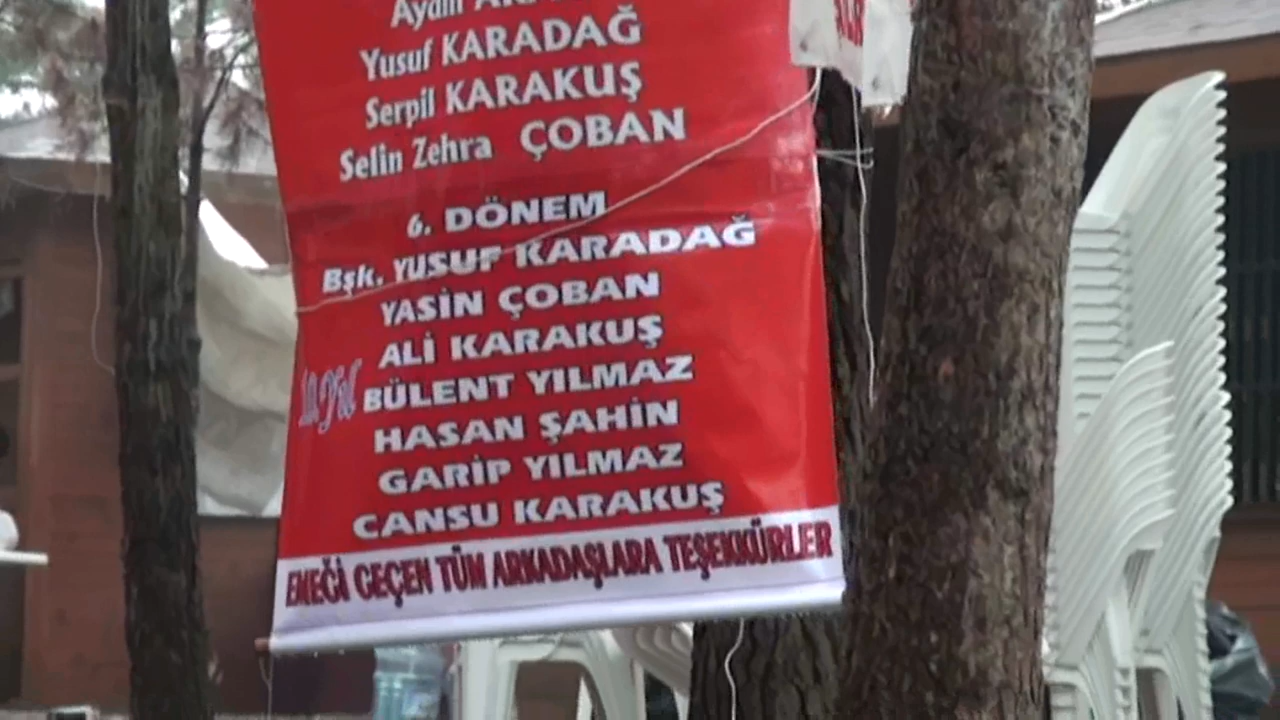 Aydın
Yusuf KARADAĞ
Serpil KARAKUŞ
Selin Zehra ÇOBAN
6. DÖNEM
Bşk. YUSUF KARADAĞ
YASİN ÇOBAN
ALİ KARAKUŞ
BÜLENT YILMAZ
HASAN ŞAHİN
GARİP YILMAZ
CANSU KARAKUŞ
EMEĞİ GEÇEN TÜM ARKADAŞLARA TEŞEKKÜRLER